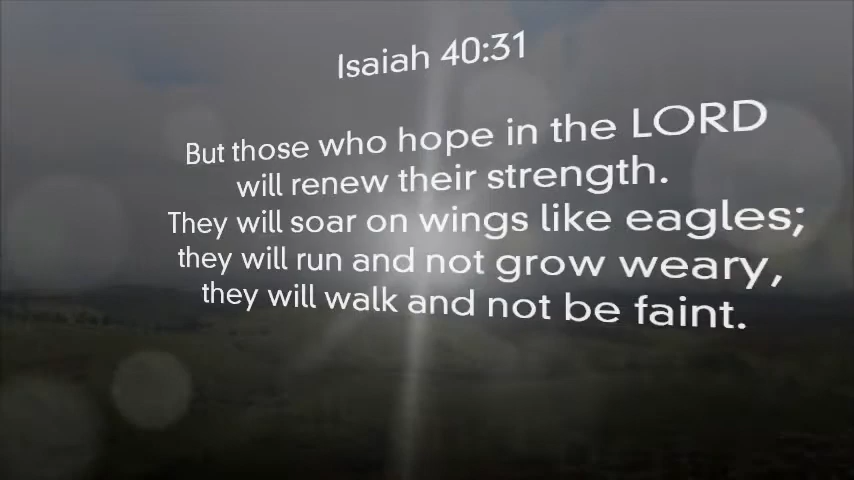 Isaiah 40:31
But those who hope in the LORD
will renew their strength.
They will soar on wings like eagles;
they will run and not grow weary,
they will walk and not be faint.